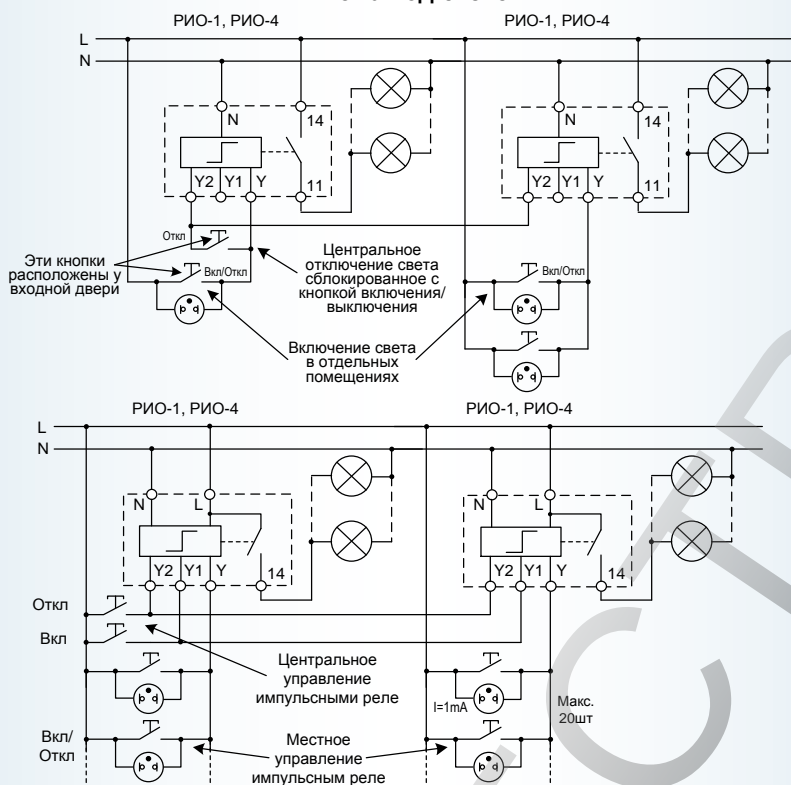 РИО-1, РИО-4
РИО-1, РИО-4
L
N
N
14
Y2 Y1 Y
11
N
14
Y2 Y1 Y
11
Откл
Эти кнопки
расположены у
входной двери
Вкл/Откл
Центральное
отключение света
сблокированное с
кнопкой включения/
выключения
Вкл/Откл
Включение света
в отдельных
помещениях
РИО-1, РИО-4
РИО-1, РИО-4
L
N
N
L
Y2 Y1 Y
14
N
L
Y2 Y1 Y
14
Откл
Вкл
Центральное
управление
импульсными реле
I=1mA
Макс.
20шт
Вкл/
Откл
Местное
управление
импульсным реле